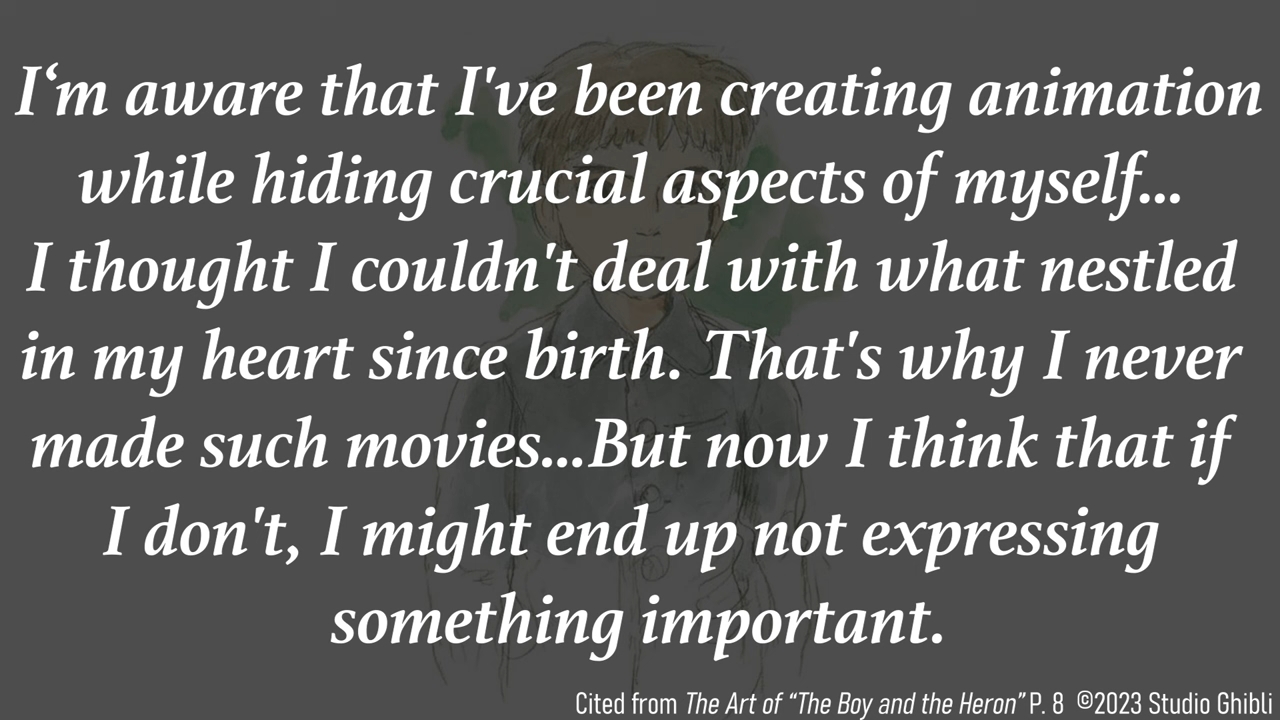 I‘m aware that I've been creating animation
while hiding crucial aspects of myself...
I thought I couldn't deal with what nestled
in my heart since birth. That's why I never
made such movies...But now I think that if
I don't, I might end up not expressing
something important.
Cited from The Art of “The Boy and the Heron” P. 8 ©2023 Studio Ghibli